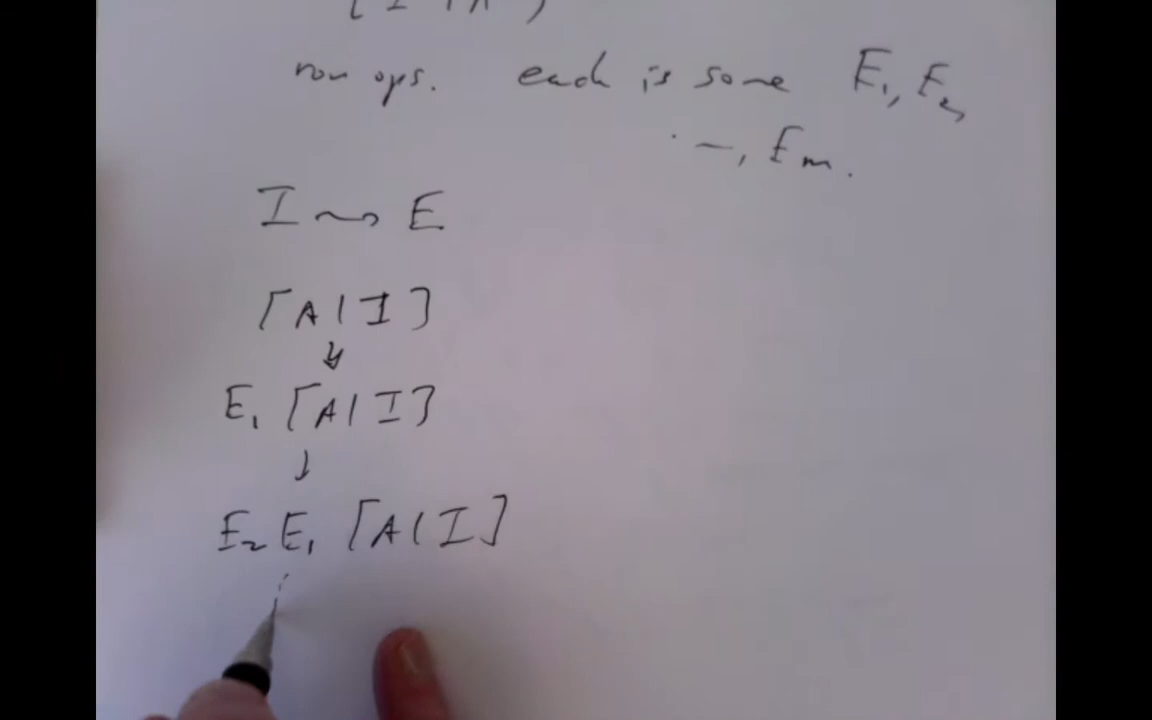 row ops. each is some E₁, E₂,
..., Eₘ.
I ⇝ E
[A|I]
↓
E₁ [A|I]
↓
E₂ E₁ [A|I]